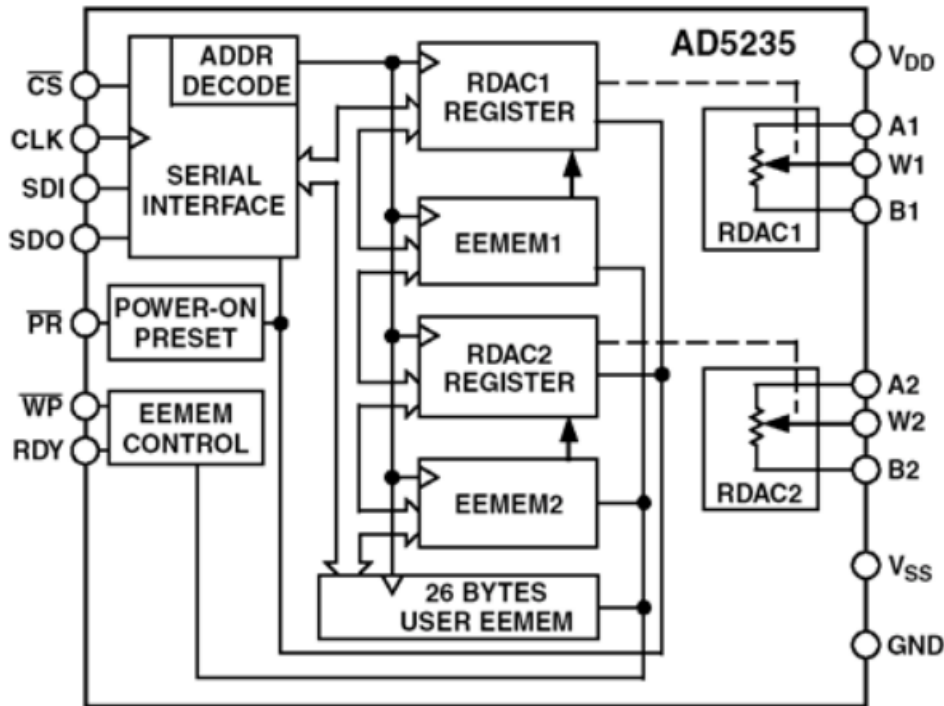 AD5235
CS
CLK
SDI
SDO
PR
WP
RDY
ADDR
DECODE
SERIAL
INTERFACE
POWER-ON
PRESET
EEMEM
CONTROL
RDAC1
REGISTER
EEMEM1
RDAC2
REGISTER
EEMEM2
26 BYTES
USER EEMEM
RDAC1
RDAC2
VDD
A1
W1
B1
A2
W2
B2
VSS
GND